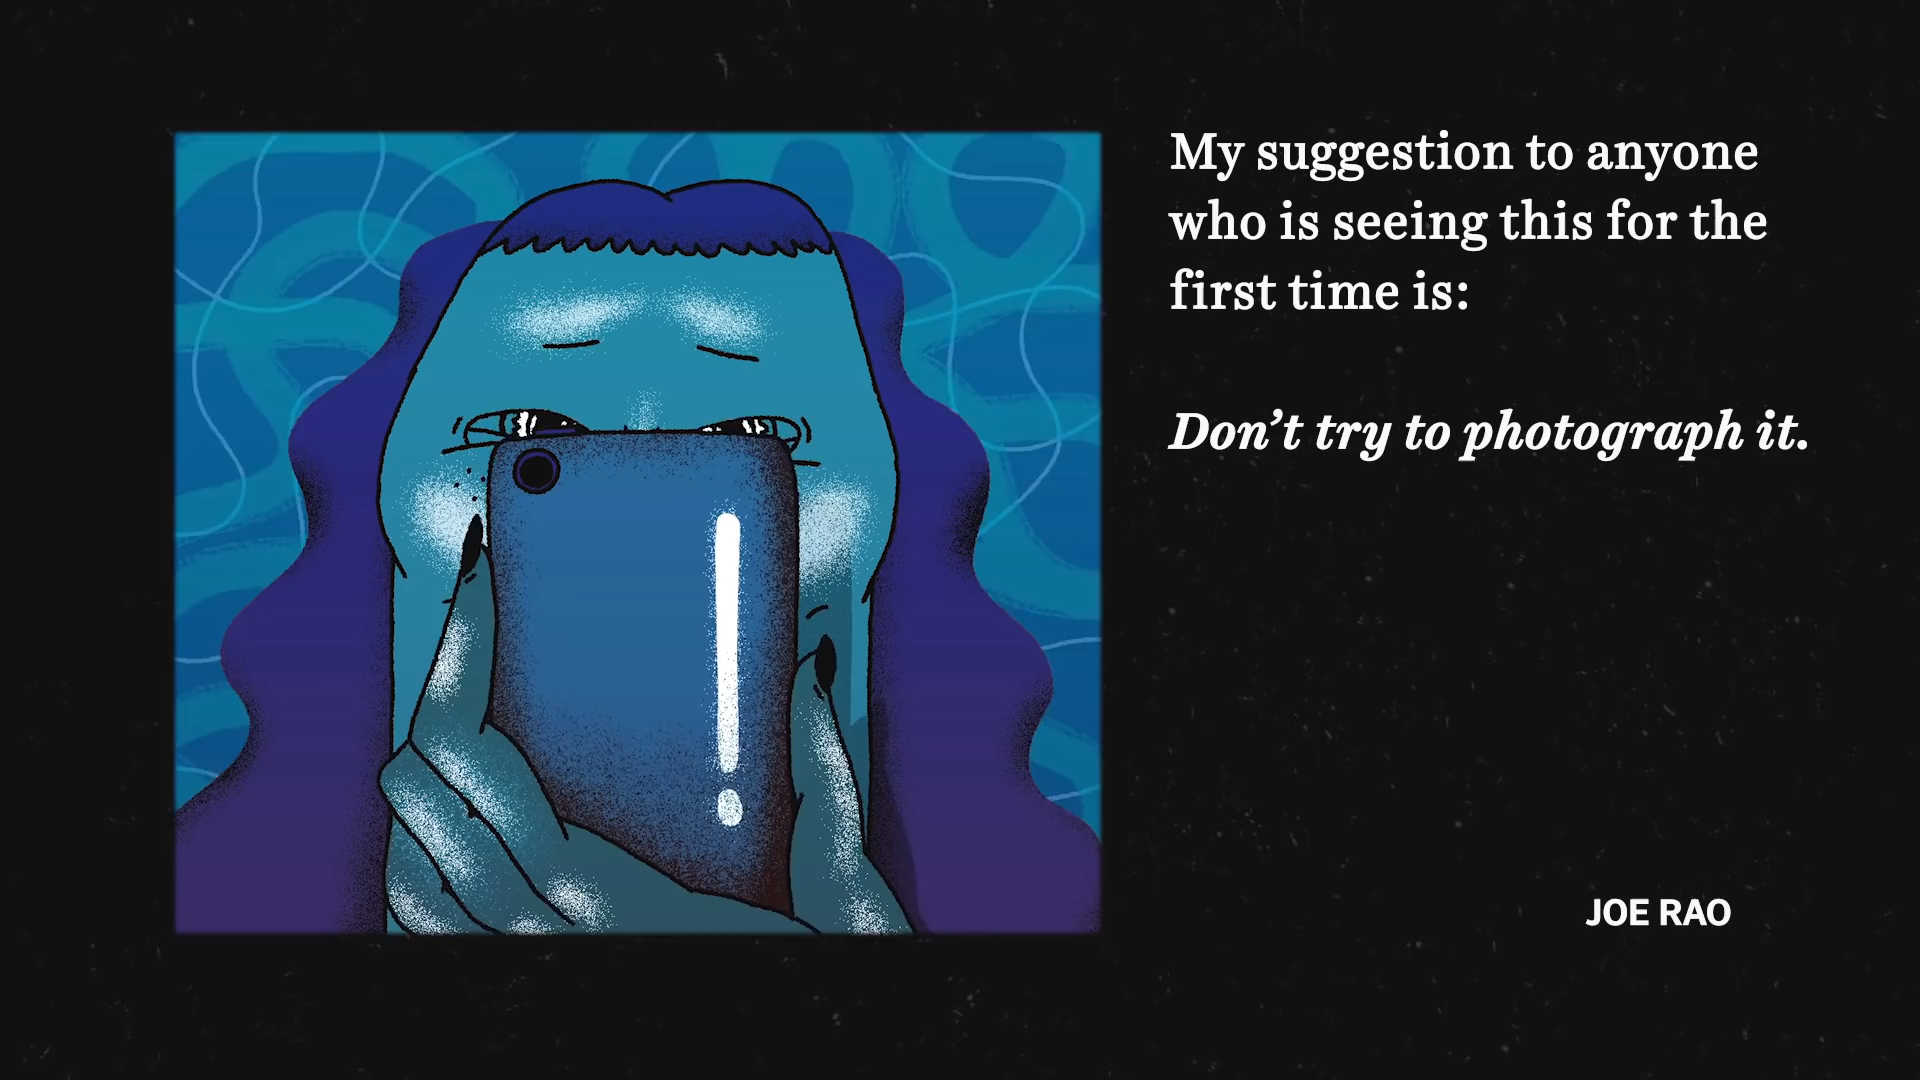 My suggestion to anyone
who is seeing this for the
first time is:
Don’t try to photograph it.
JOE RAO